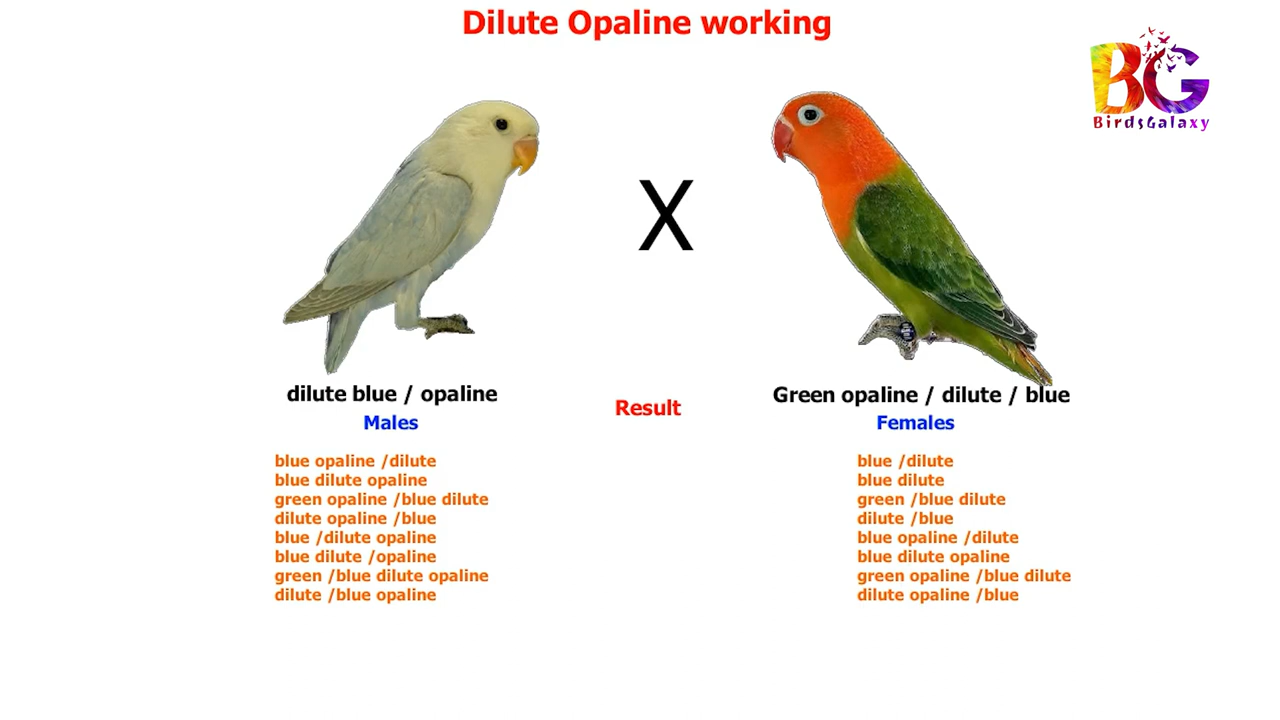 Dilute Opaline working
BG
BirdsGalaxy
X
dilute blue / opaline
Green opaline / dilute / blue
Males
Result
Females
blue opaline /dilute
blue dilute opaline
green opaline /blue dilute
dilute opaline /blue
blue /dilute opaline
blue dilute /opaline
green /blue dilute opaline
dilute /blue opaline
blue /dilute
blue dilute
green /blue dilute
dilute /blue
blue opaline /dilute
blue dilute opaline
green opaline /blue dilute
dilute opaline /blue